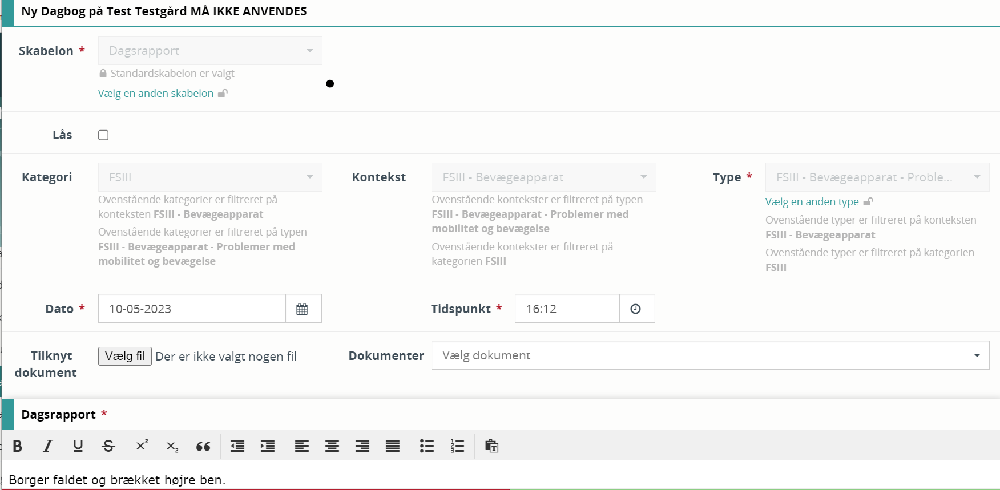 Ny Dagbog på Test Testgård MÅ IKKE ANVENDES
Skabelon *
Dagsrapport
Standardskabelon er valgt
Vælg en anden skabelon
Lås
Kategori
FSIII
Ovenstående kategorier er filtreret på
konteksten FSIII - Bevægeapparat
Ovenstående kategorier er filtreret på typen
FSIII - Bevægeapparat - Problemer med
mobilitet og bevægelse
Kontekst
FSIII - Bevægeapparat
Ovenstående kontekster er filtreret på typen
FSIII - Bevægeapparat - Problemer med
mobilitet og bevægelse
Ovenstående kontekster er filtreret på
kategorien FSIII
Type *
FSIII - Bevægeapparat - Proble...
Vælg en anden type
Ovenstående typer er filtreret på konteksten
FSIII - Bevægeapparat
Ovenstående typer er filtreret på kategorien
FSIII
Dato *
10-05-2023
Tidspunkt *
16:12
Tilknyt
dokument
Vælg fil Der er ikke valgt nogen fil
Dokumenter
Vælg dokument
Dagsrapport *
Borger faldet og brækket højre ben.